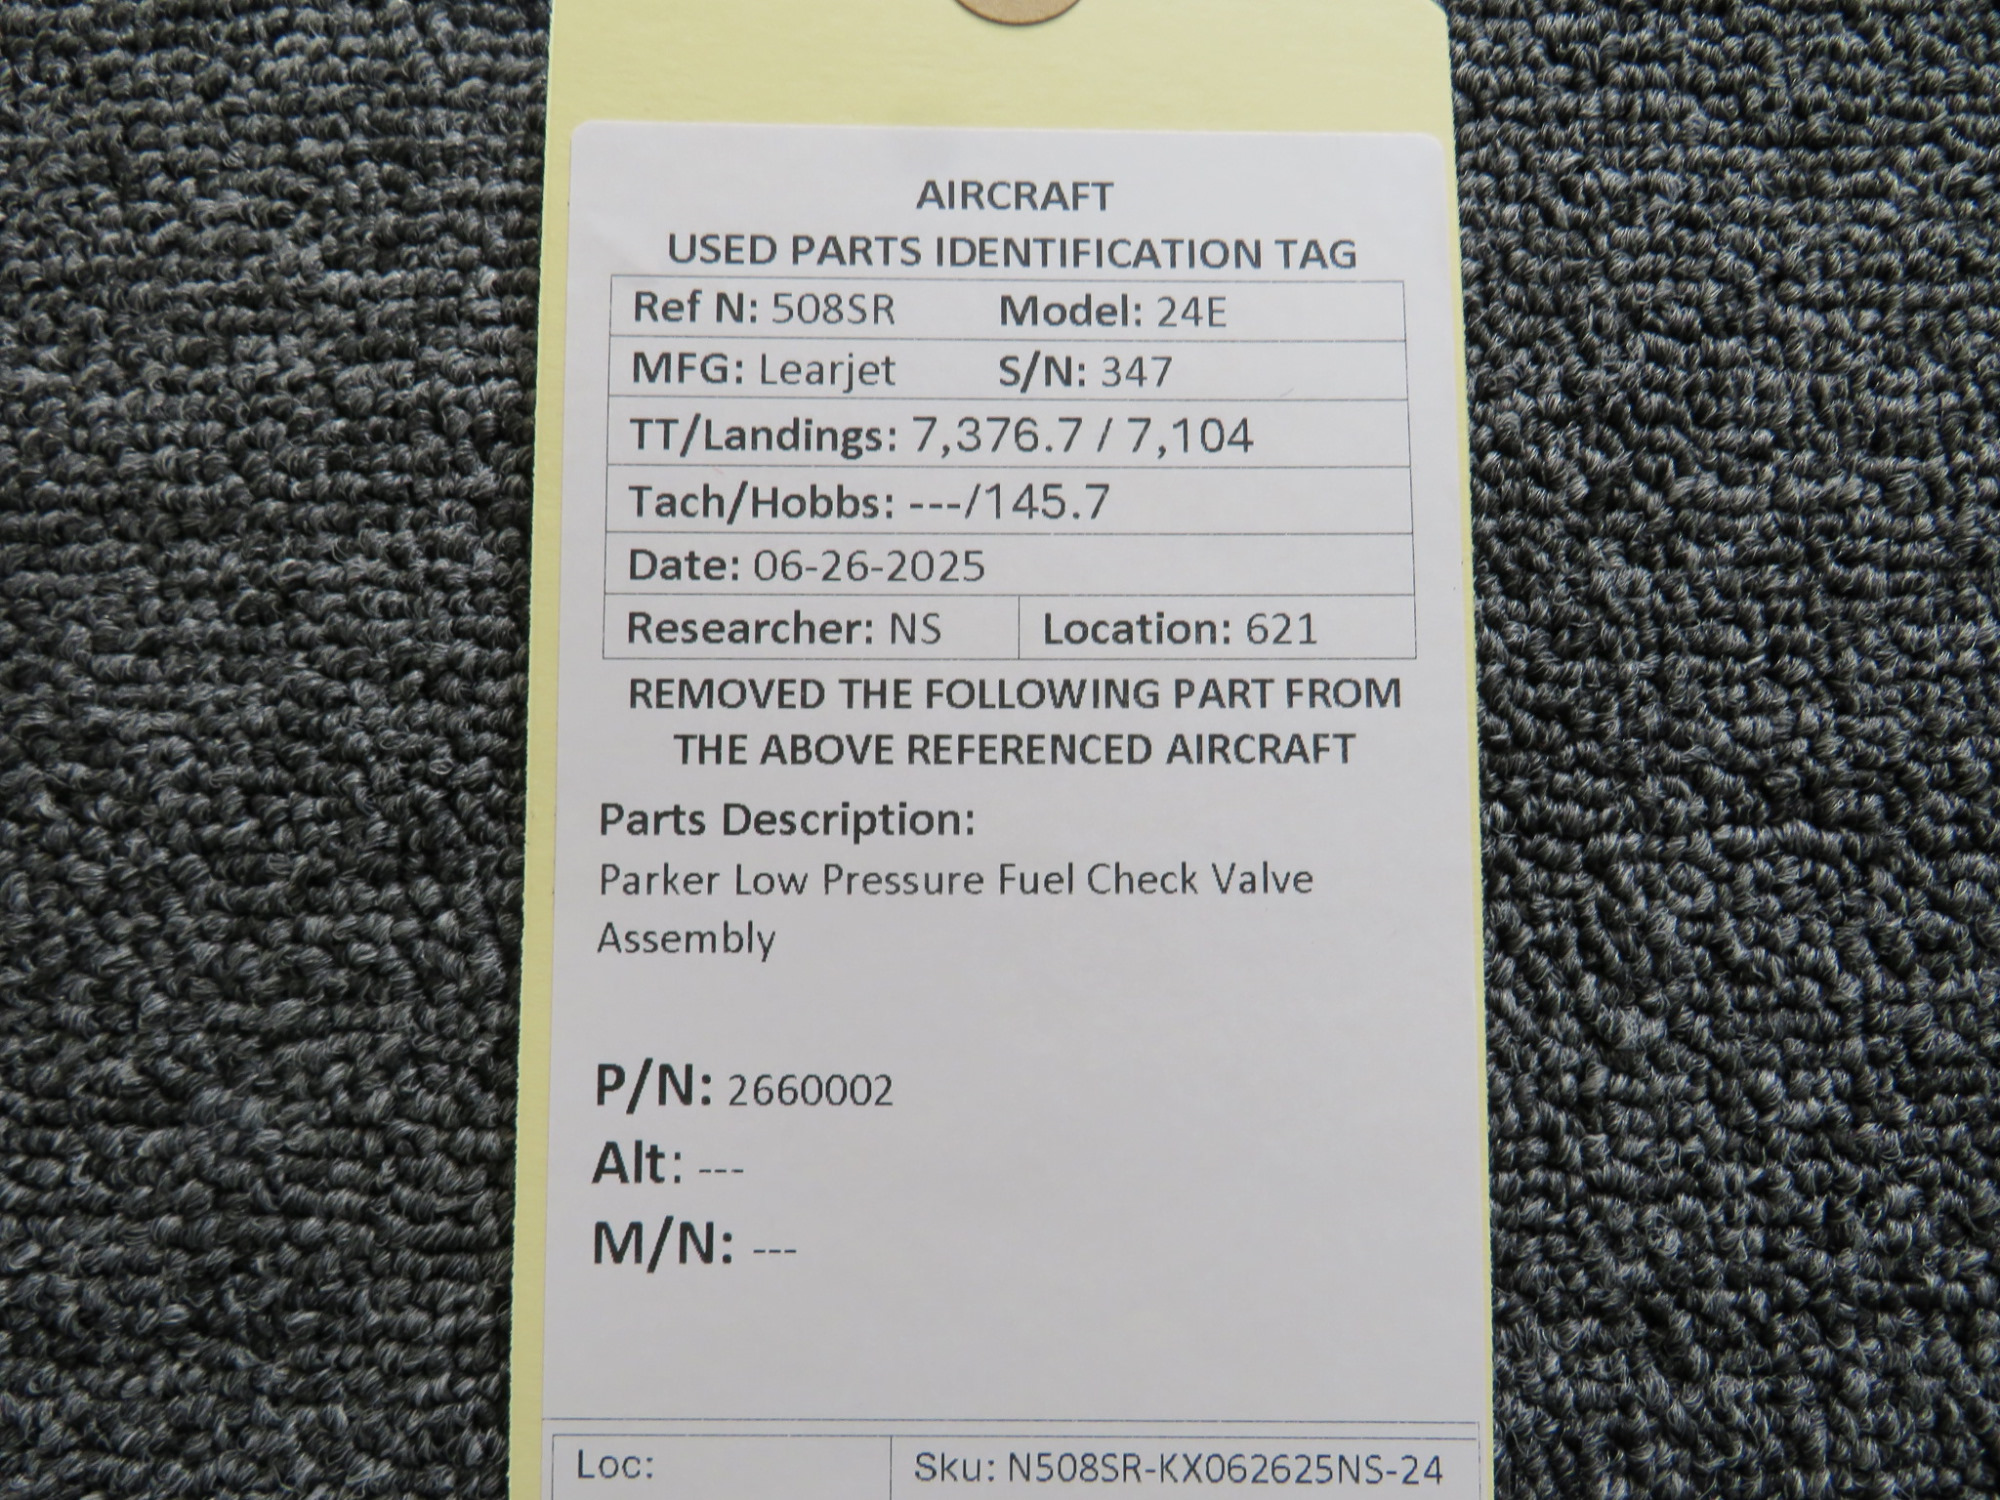 AIRCRAFT
USED PARTS IDENTIFICATION TAG
Ref N: 508SR Model: 24E
MFG: Learjet S/N: 347
TT/Landings: 7,376.7 / 7,104
Tach/Hobbs: ---/145.7
Date: 06-26-2025
Researcher: NS Location: 621
REMOVED THE FOLLOWING PART FROM
THE ABOVE REFERENCED AIRCRAFT
Parts Description:
Parker Low Pressure Fuel Check Valve
Assembly
P/N: 2660002
Alt: ---
M/N: ---
Loc: Sku: N508SR-KX062625NS-24